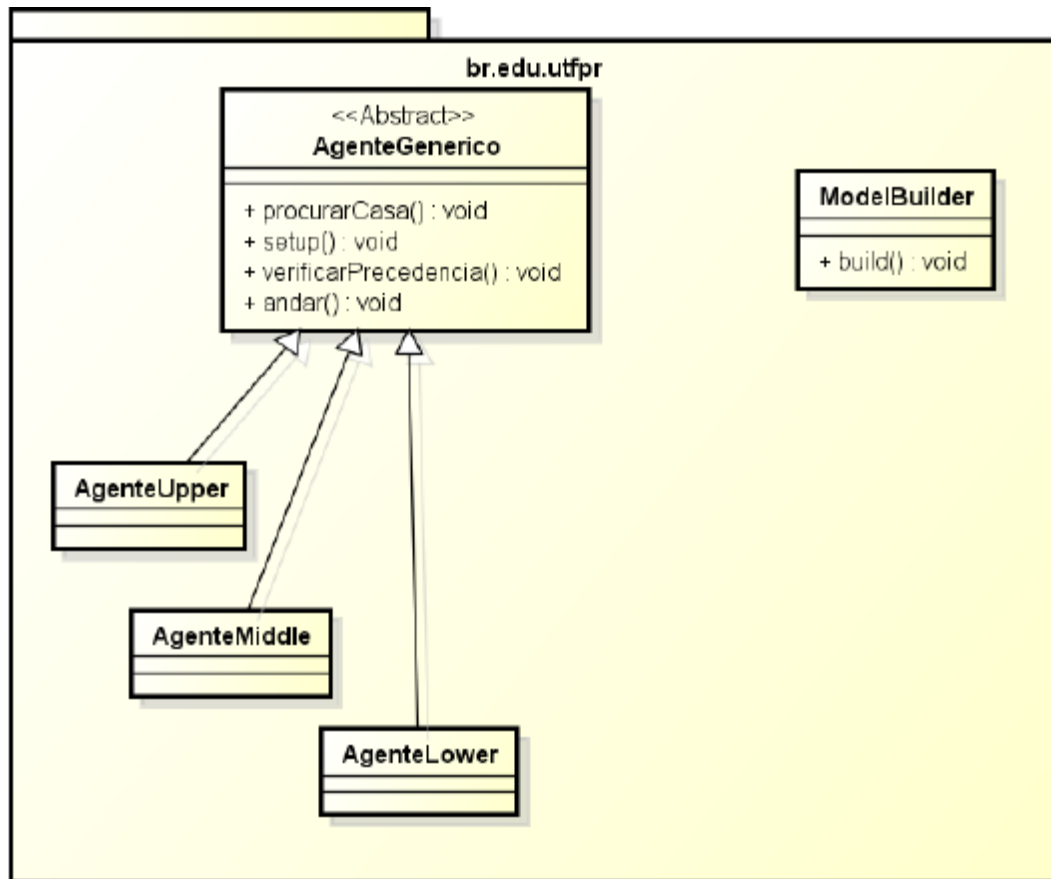 br.edu.utfpr
<<Abstract>>
AgenteGenerico
+ procurarCasa() : void
+ setup() : void
+ verificarPrecedencia() : void
+ andar() : void
ModelBuilder
+ build() : void
AgenteUpper
AgenteMiddle
AgenteLower